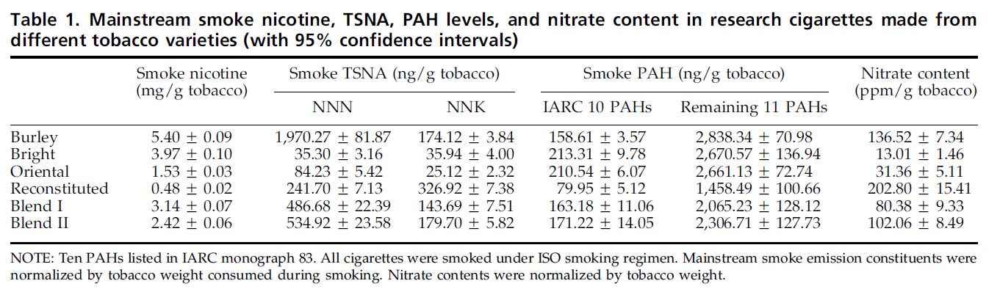 Table 1. Mainstream smoke nicotine, TSNA, PAH levels, and nitrate content in research cigarettes made from
different tobacco varieties (with 95% confidence intervals)
Smoke nicotine Smoke TSNA (ng/g tobacco) Smoke PAH (ng/g tobacco) Nitrate content
(mg/g tobacco) (ppm/g tobacco)
NNN NNK IARC 10 PAHs Remaining 11 PAHs
Burley 5.40 ± 0.09 1,970.27 ± 81.87 174.12 ± 3.84 158.61 ± 3.57 2,838.34 ± 70.98 136.52 ± 7.34
Bright 3.97 ± 0.10 35.30 ± 3.16 35.94 ± 4.00 213.31 ± 9.78 2,670.57 ± 136.94 13.01 ± 1.46
Oriental 1.53 ± 0.03 84.23 ± 5.42 25.12 ± 2.32 210.54 ± 6.07 2,661.13 ± 72.74 31.36 ± 5.11
Reconstituted 0.48 ± 0.02 241.70 ± 7.13 326.92 ± 7.38 79.95 ± 5.12 1,458.49 ± 100.66 202.80 ± 15.41
Blend I 3.14 ± 0.07 486.68 ± 22.39 143.69 ± 7.51 163.18 ± 11.06 2,065.23 ± 128.12 80.38 ± 9.33
Blend II 2.42 ± 0.06 534.92 ± 23.58 179.70 ± 5.82 171.22 ± 14.05 2,306.71 ± 127.73 102.06 ± 8.49
NOTE: Ten PAHs listed in IARC monograph 83. All cigarettes were smoked under ISO smoking regimen. Mainstream smoke emission constituents were
normalized by tobacco weight consumed during smoking. Nitrate contents were normalized by tobacco weight.